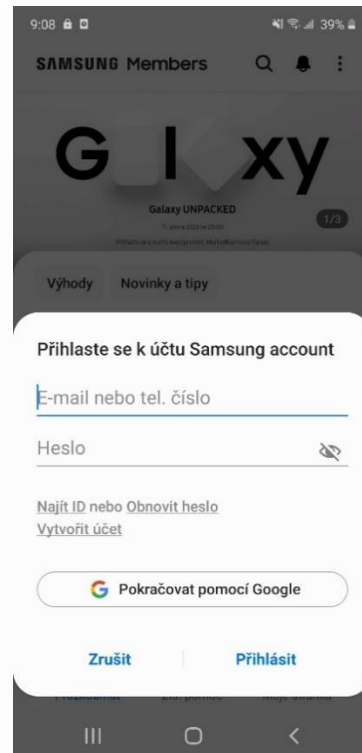 9:08 39%
SAMSUNG Members
Galaxy
Galaxy UNPACKED
1/3
Výhody Novinky a tipy
Přihlaste se k účtu Samsung account
E-mail nebo tel. číslo
Heslo
Najít ID nebo Obnovit heslo
Vytvořit účet
G Pokračovat pomocí Google
Zrušit Přihlásit